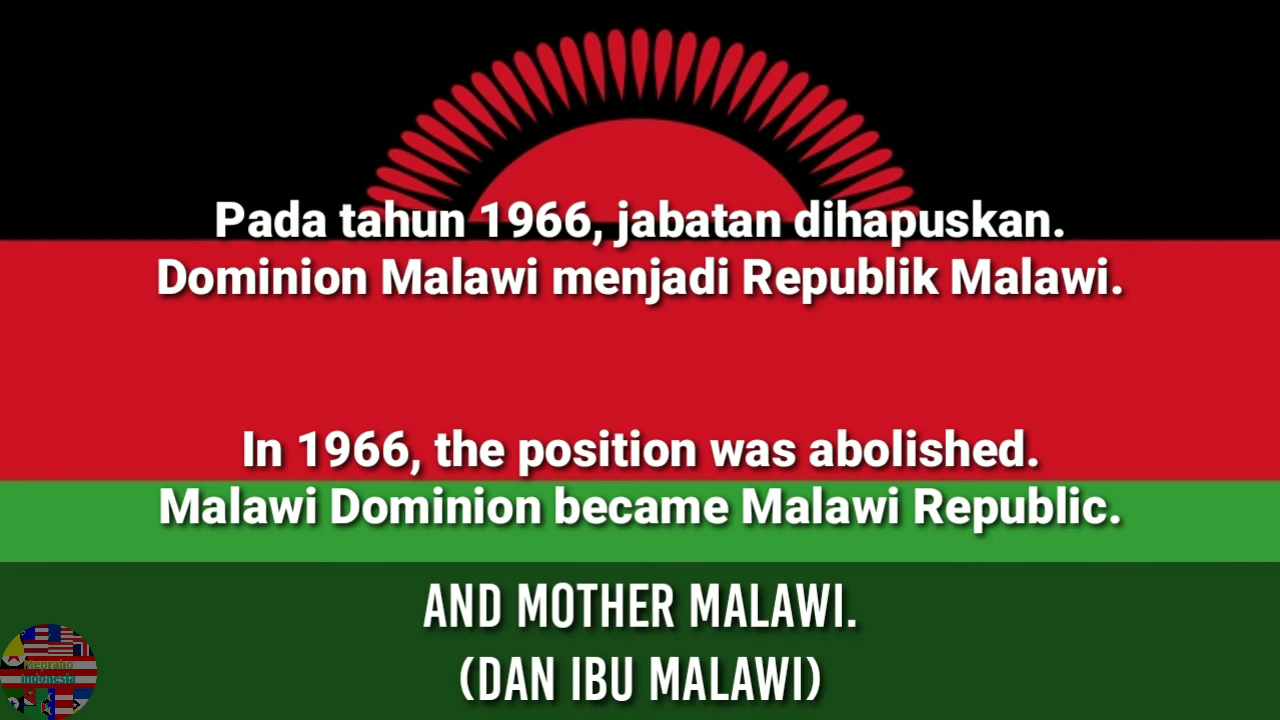 Pada tahun 1966, jabatan dihapuskan.
Dominion Malawi menjadi Republik Malawi.
In 1966, the position was abolished.
Malawi Dominion became Malawi Republic.
AND MOTHER MALAWI.
(DAN IBU MALAWI)
indonesia